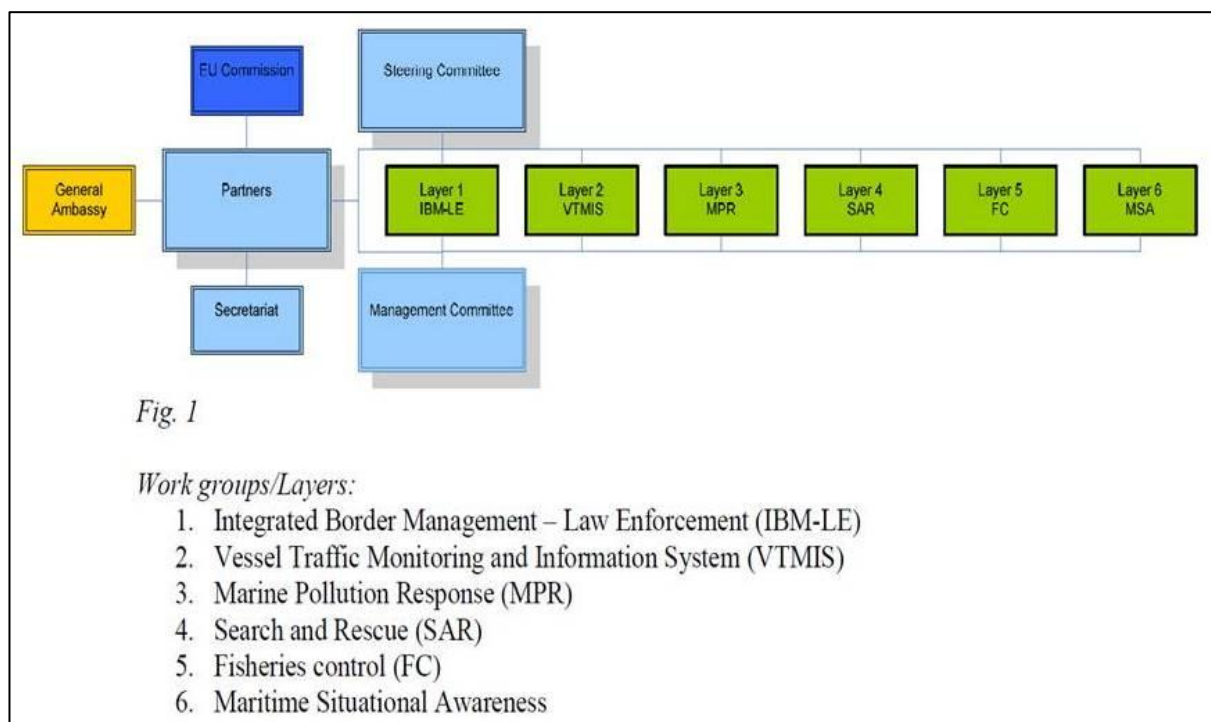 EU Commission
Steering Committee
General
Ambassy
Partners
Layer 1
IBM-LE
Layer 2
VTMIS
Layer 3
MPR
Layer 4
SAR
Layer 5
FC
Layer 6
MSA
Secretariat
Management Committee
Fig. 1
Work groups/Layers:
1. Integrated Border Management – Law Enforcement (IBM-LE)
2. Vessel Traffic Monitoring and Information System (VTMIS)
3. Marine Pollution Response (MPR)
4. Search and Rescue (SAR)
5. Fisheries control (FC)
6. Maritime Situational Awareness